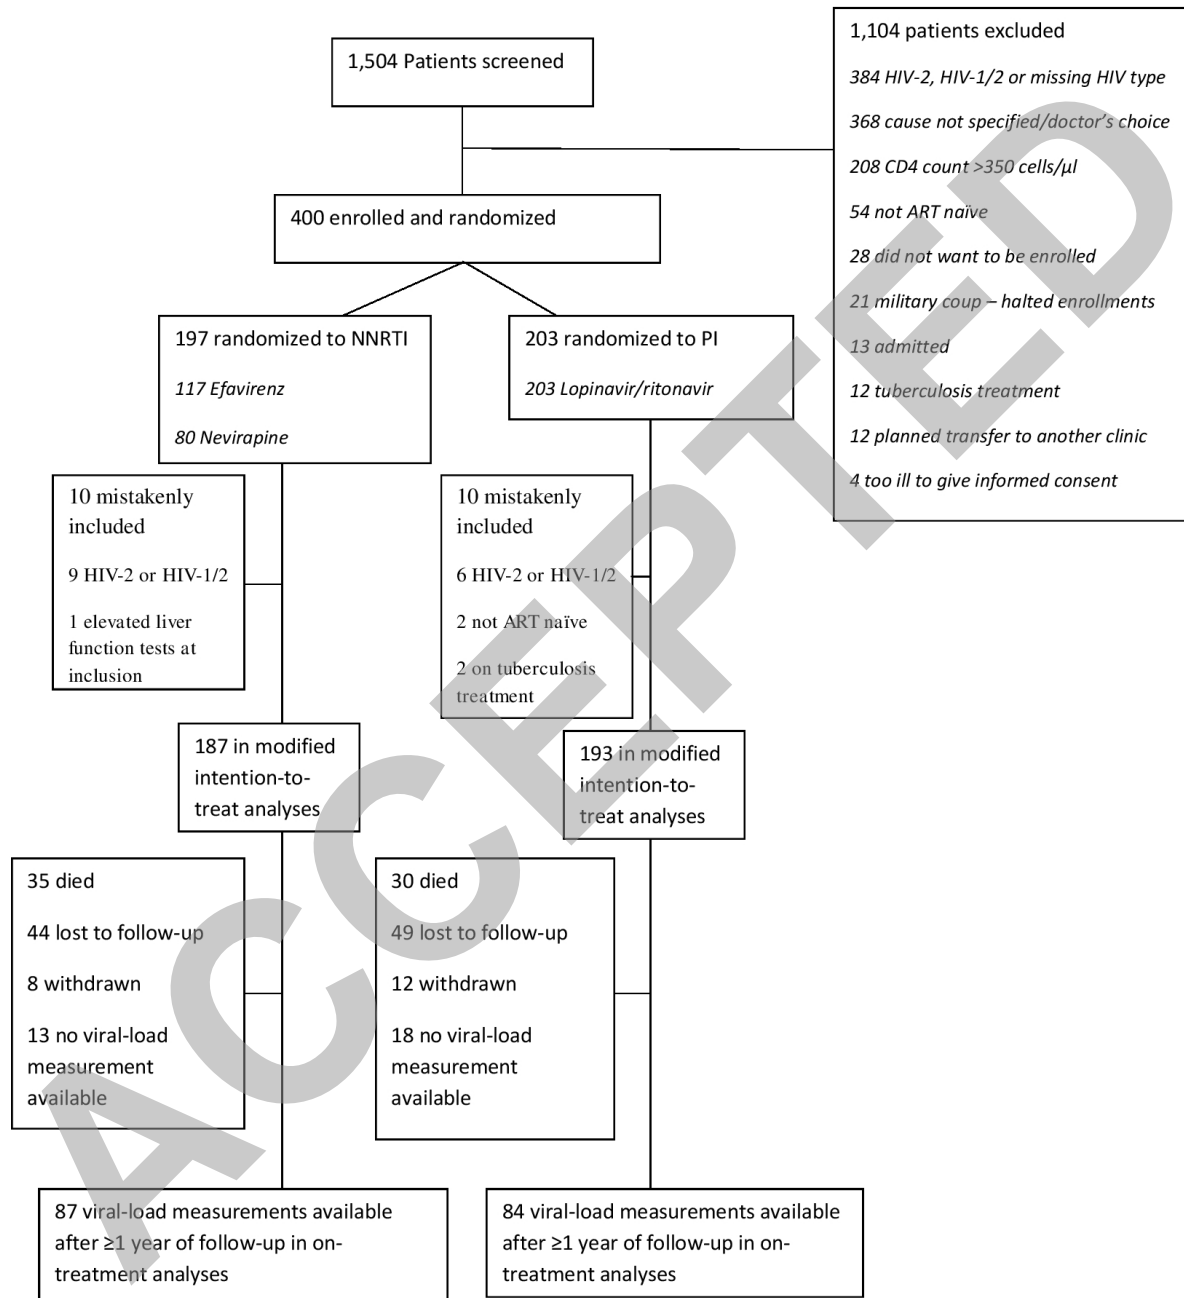 1,504 Patients screened
1,104 patients excluded
384 HIV-2, HIV-1/2 or missing HIV type
368 cause not specified/doctor's choice
208 CD4 count >350 cells/µl
54 not ART naïve
28 did not want to be enrolled
21 military coup – halted enrollments
13 admitted
12 tuberculosis treatment
12 planned transfer to another clinic
4 too ill to give informed consent
400 enrolled and randomized
197 randomized to NNRTI
117 Efavirenz
80 Nevirapine
203 randomized to PI
203 Lopinavir/ritonavir
10 mistakenly
included
9 HIV-2 or HIV-1/2
1 elevated liver
function tests at
inclusion
10 mistakenly
included
6 HIV-2 or HIV-1/2
2 not ART naïve
2 on tuberculosis
treatment
187 in modified
intention-to-
treat analyses
193 in modified
intention-to-
treat analyses
35 died
44 lost to follow-up
8 withdrawn
13 no viral-load
measurement
available
30 died
49 lost to follow-up
12 withdrawn
18 no viral-load
measurement
available
87 viral-load measurements available
after ≥1 year of follow-up in on-
treatment analyses
84 viral-load measurements available
after ≥1 year of follow-up in on-
treatment analyses
ACCEPTED